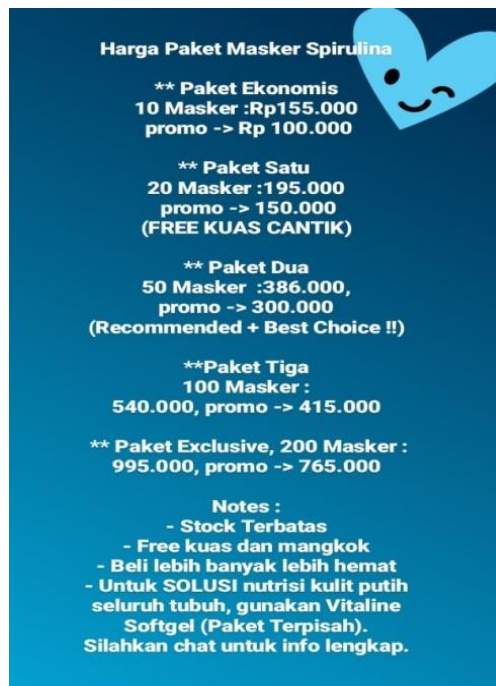 Harga Paket Masker Spirulina
** Paket Ekonomis
10 Masker :Rp155.000
promo -> Rp 100.000
** Paket Satu
20 Masker :195.000
promo -> 150.000
(FREE KUAS CANTIK)
** Paket Dua
50 Masker :386.000,
promo -> 300.000
(Recommended + Best Choice !!)
**Paket Tiga
100 Masker :
540.000, promo -> 415.000
** Paket Exclusive, 200 Masker :
995.000, promo -> 765.000
Notes :
- Stock Terbatas
- Free kuas dan mangkok
- Beli lebih banyak lebih hemat
- Untuk SOLUSI nutrisi kulit putih
seluruh tubuh, gunakan Vitaline
Softgel (Paket Terpisah).
Silahkan chat untuk info lengkap.